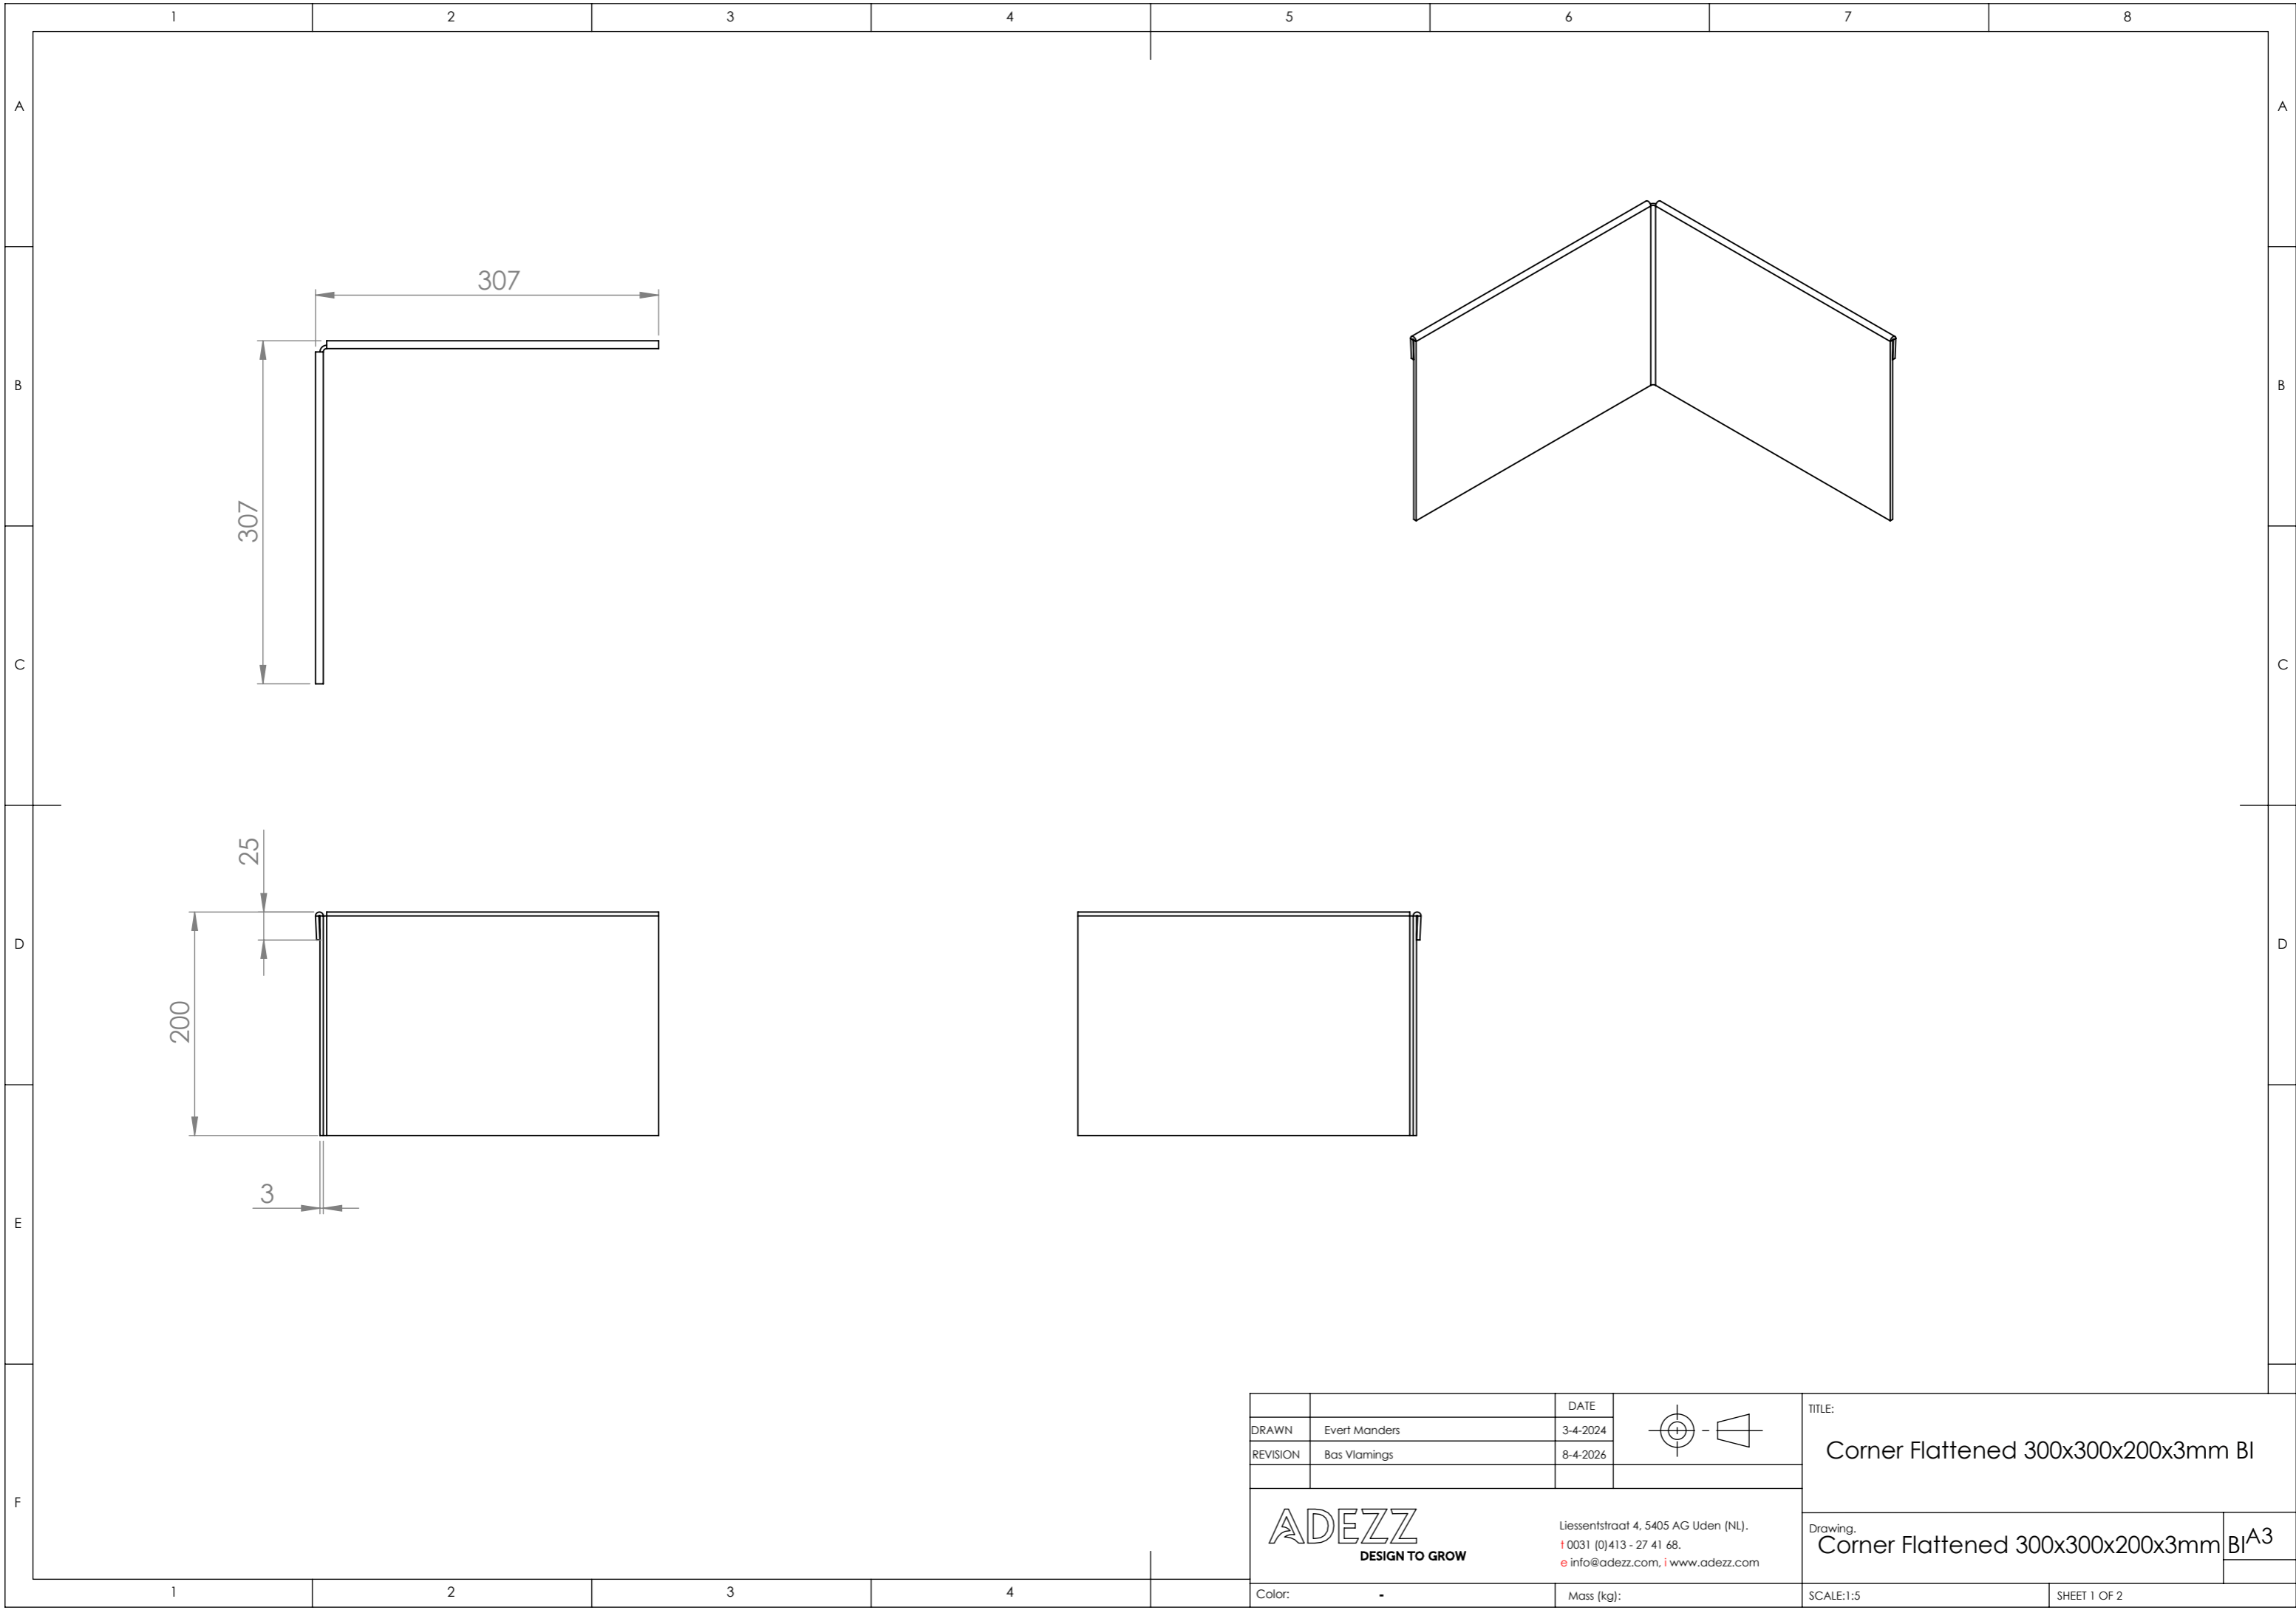 1 2 3 4 5 6 7 8
A A
307
B B
307
C C
25
D D
200
3
E
F
DATE
DRAWN Evert Manders 3-4-2024
REVISION Bas Vlamings 8-4-2026
TITLE:
Corner Flattened 300x300x200x3mm BI
ADEZZ
DESIGN TO GROW
Liessentstraat 4, 5405 AG Uden (NL).
t 0031 (0)413 - 27 41 68.
e info@adezz.com, i www.adezz.com
Drawing.
Corner Flattened 300x300x200x3mm BI
A3
Color: -
Mass (kg):
SCALE:1:5
SHEET 1 OF 2
1 2 3 4